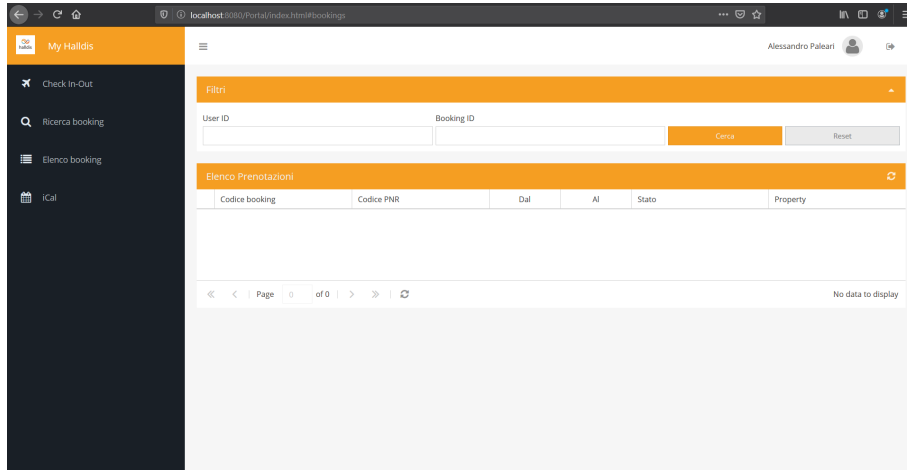 localhost:8080/Portal/index.html#bookings
halldis
My Halldis
Alessandro Paleari
Check In-Out
Ricerca booking
Elenco booking
iCal
Filtri
User ID
Booking ID
Cerca
Reset
Elenco Prenotazioni
Codice booking
Codice PNR
Dal
Al
Stato
Property
Page 0 of 0
No data to display